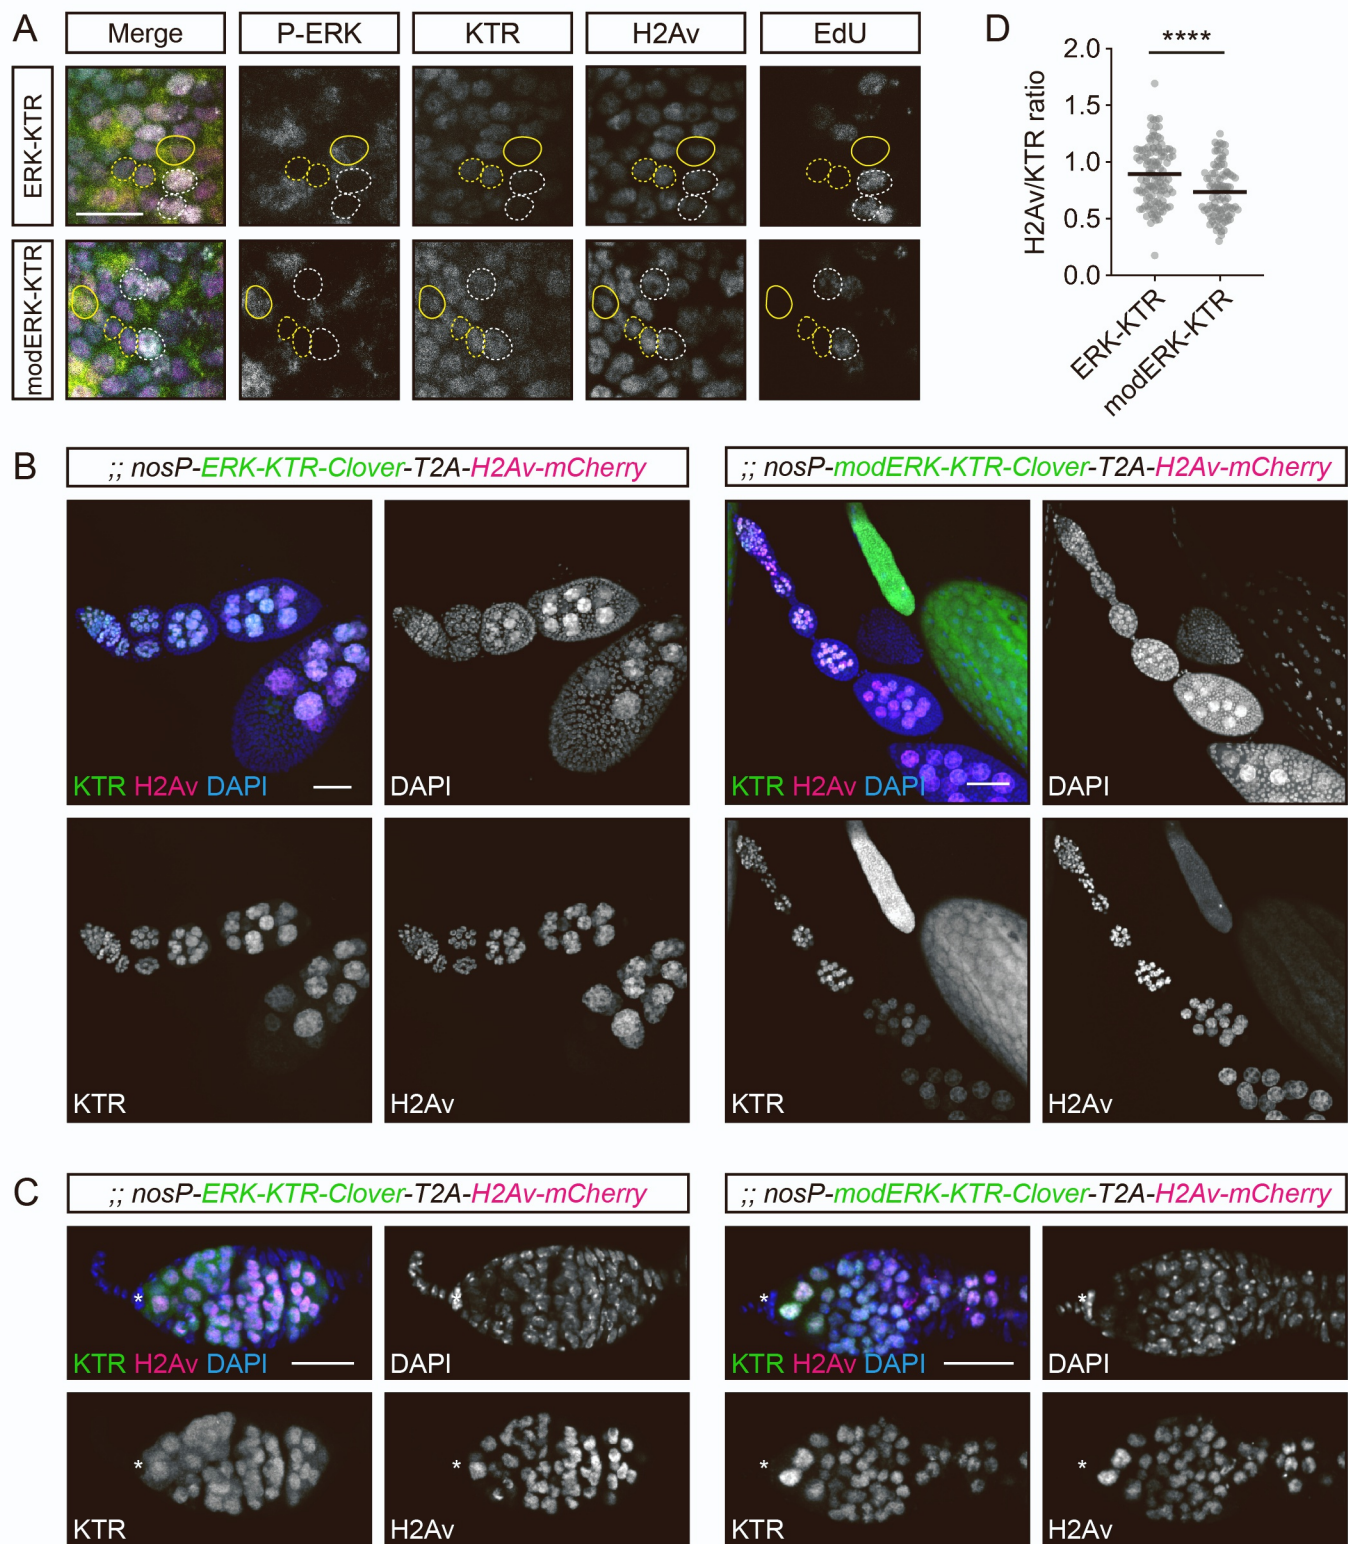 A
Merge
P-ERK
KTR
H2Av
EdU
ERK-KTR
modERK-KTR
D
****
H2Av/KTR ratio
2.0
1.5
1.0
0.5
0.0
ERK-KTR
modERK-KTR
B
;; nosP-ERK-KTR-Clover-T2A-H2Av-mCherry
;; nosP-modERK-KTR-Clover-T2A-H2Av-mCherry
KTR H2Av DAPI
DAPI
KTR H2Av DAPI
DAPI
KTR
H2Av
KTR
H2Av
C
;; nosP-ERK-KTR-Clover-T2A-H2Av-mCherry
;; nosP-modERK-KTR-Clover-T2A-H2Av-mCherry
*
*
*
*
KTR H2Av DAPI
DAPI
KTR H2Av DAPI
DAPI
*
*
*
*
KTR
H2Av
KTR
H2Av